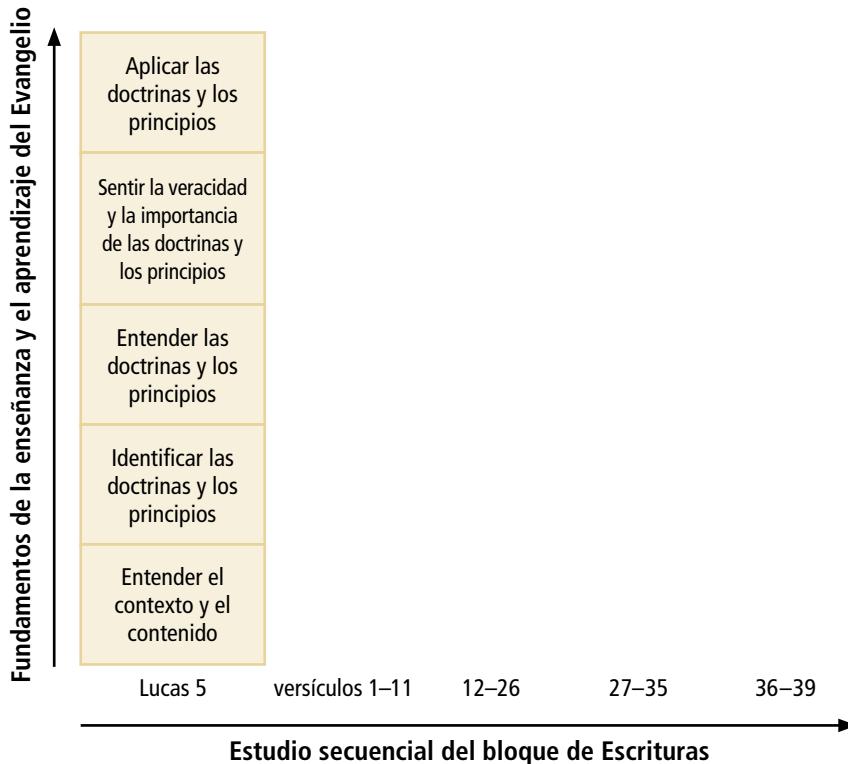 Fundamentos de la enseñanza y el aprendizaje del Evangelio
Aplicar las
doctrinas y los
principios
Sentir la veracidad
y la importancia
de las doctrinas y
los principios
Entender las
doctrinas y los
principios
Identificar las
doctrinas y los
principios
Entender el
contexto y el
contenido
Lucas 5 versículos 1–11 12–26 27–35 36–39
Estudio secuencial del bloque de Escrituras